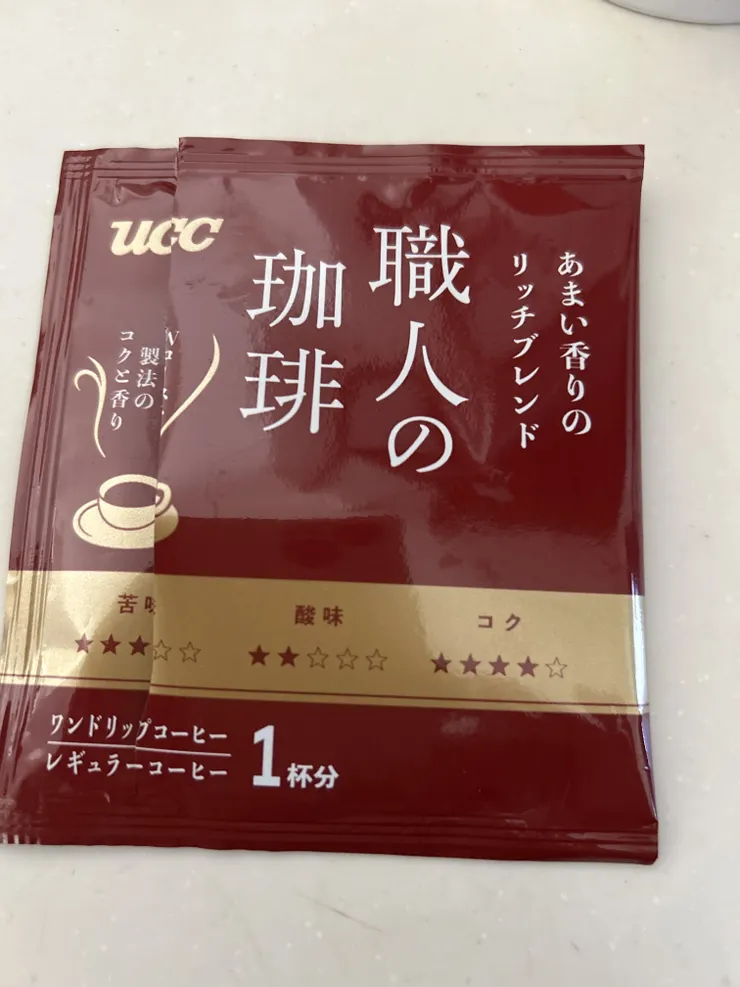 UCC
あまい香りの
リッチブレンド
職人の
珈琲
製法の
コクと香り
苦味
★★★☆☆
酸味
★★☆☆☆
コク
★★★★☆
ワンドリップコーヒー
レギュラーコーヒー
1杯分